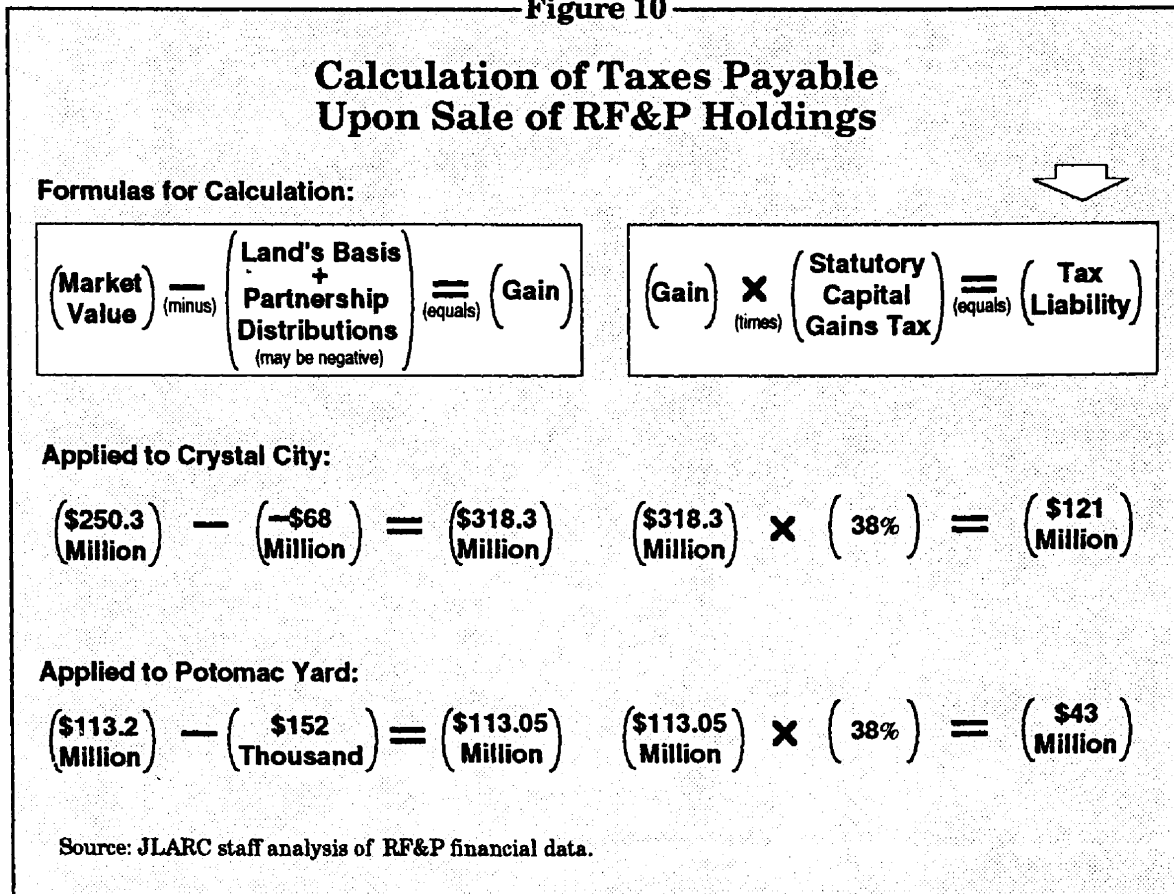 Figure 10
Calculation of Taxes Payable
Upon Sale of RF&P Holdings
Formulas for Calculation:
(Market Value) — (minus) (Land's Basis + Partnership Distributions (may be negative)) = (equals) (Gain)
(Gain) × (times) (Statutory Capital Gains Tax) = (equals) (Tax Liability)
Applied to Crystal City:
($250.3 Million) — (–$68 Million) = ($318.3 Million) ($318.3 Million) × (38%) = ($121 Million)
Applied to Potomac Yard:
($113.2 Million) — ($152 Thousand) = ($113.05 Million) ($113.05 Million) × (38%) = ($43 Million)
Source: JLARC staff analysis of RF&P financial data.